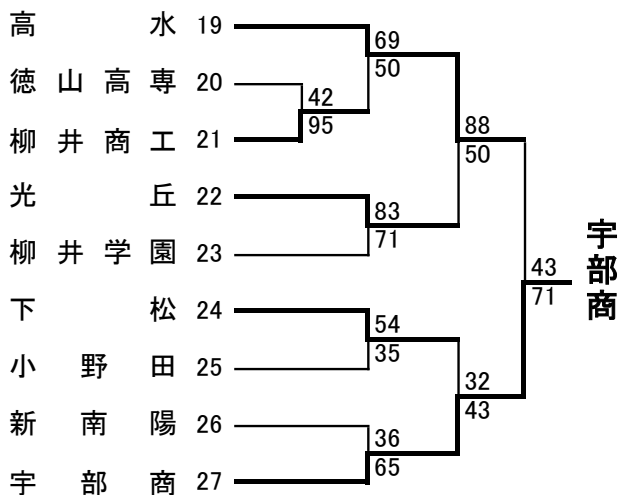 高水 19
徳山高専 20
柳井商工 21
光丘 22
柳井学園 23
下松 24
小野田 25
新南陽 26
宇部商 27
42
95
69
50
83
71
54
35
36
65
88
50
32
43
43
71
宇部商